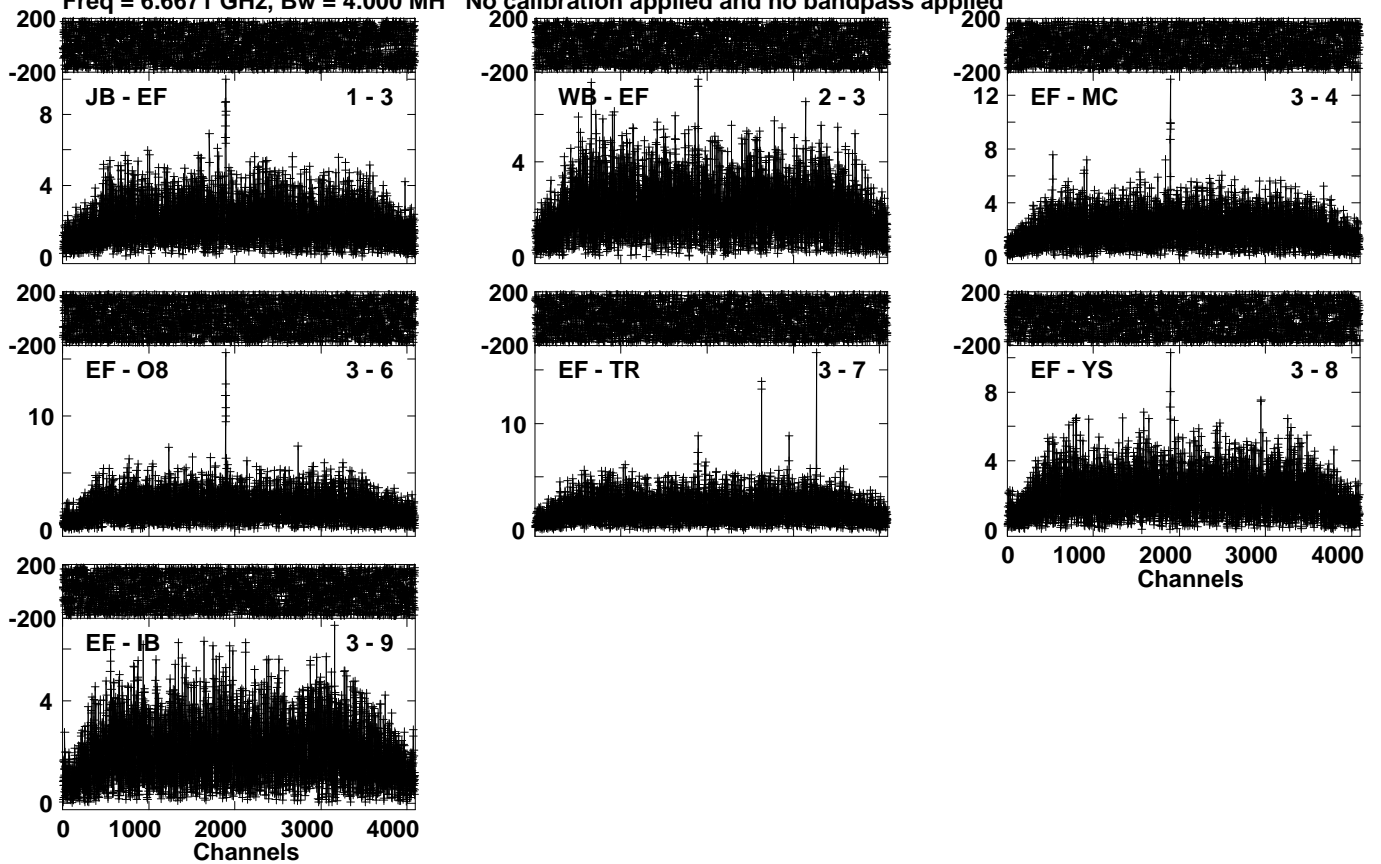 Freq = 6.6671 GHz, Bw = 4.000 MH No calibration applied and no bandpass applied
200
-200
JB - EF 1 - 3
8
4
0
200
-200
WB - EF 2 - 3
4
0
200
-200
EF - MC 3 - 4
12
8
4
0
200
-200
EF - O8 3 - 6
10
0
200
-200
EF - TR 3 - 7
10
0
200
-200
EF - YS 3 - 8
8
4
0
0 1000 2000 3000 4000
Channels
200
-200
EF - IB 3 - 9
4
0
0 1000 2000 3000 4000
Channels